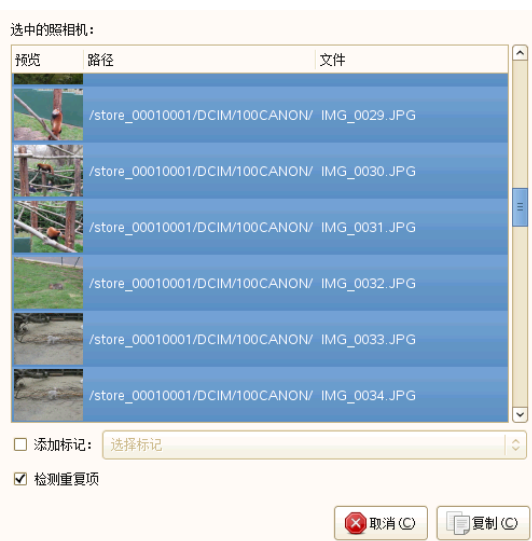 选中的照相机：
预览 路径 文件
/store_00010001/DCIM/100CANON/ IMG_0029.JPG
/store_00010001/DCIM/100CANON/ IMG_0030.JPG
/store_00010001/DCIM/100CANON/ IMG_0031.JPG
/store_00010001/DCIM/100CANON/ IMG_0032.JPG
/store_00010001/DCIM/100CANON/ IMG_0033.JPG
/store_00010001/DCIM/100CANON/ IMG_0034.JPG
添加标记： 选择标记
检测重复项
取消(C) 复制(C)